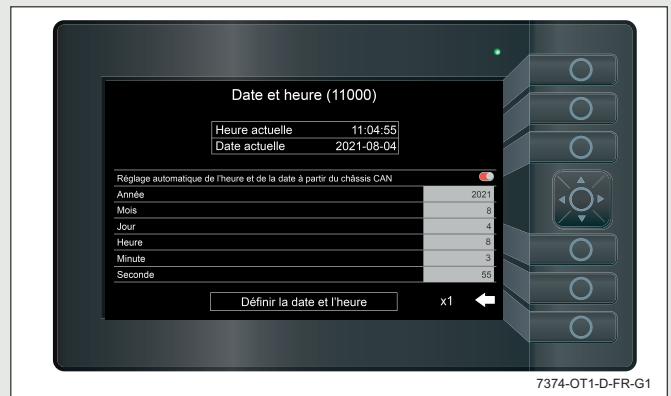 Date et heure (11000)
Heure actuelle 11:04:55
Date actuelle 2021-08-04
Réglage automatique de l'heure et de la date à partir du châssis CAN
Année 2021
Mois 8
Jour 4
Heure 8
Minute 3
Seconde 55
Définir la date et l'heure x1
7374-OT1-D-FR-G1